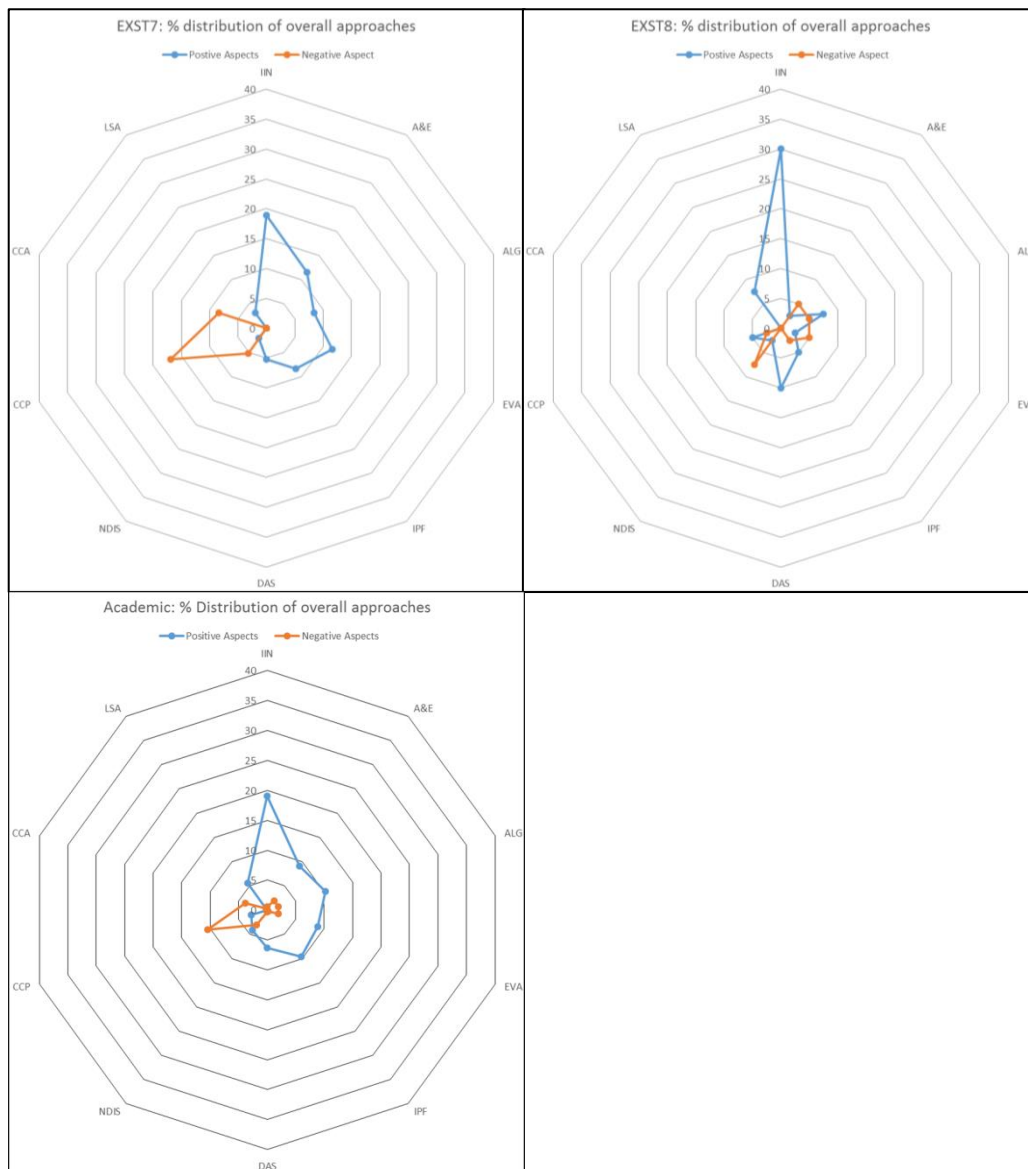 EXST7: % distribution of overall approaches
Postive Aspects Negative Aspect
IIN
40
35
30
25
20
15
10
5
0
A&E
ALG
EVA
IPF
DAS
NDIS
CCP
CCA
LSA
EXST8: % distribution of overall approaches
Postive Aspects Negative Aspect
IIN
40
35
30
25
20
15
10
5
0
A&E
AL
EV
IPF
DAS
NDIS
CCP
CCA
LSA
Academic: % Distribution of overall approaches
Positive Aspects Negative Aspects
IIN
40
35
30
25
20
15
10
5
0
A&E
ALG
EVA
IPF
DAS
NDIS
CCP
CCA
LSA